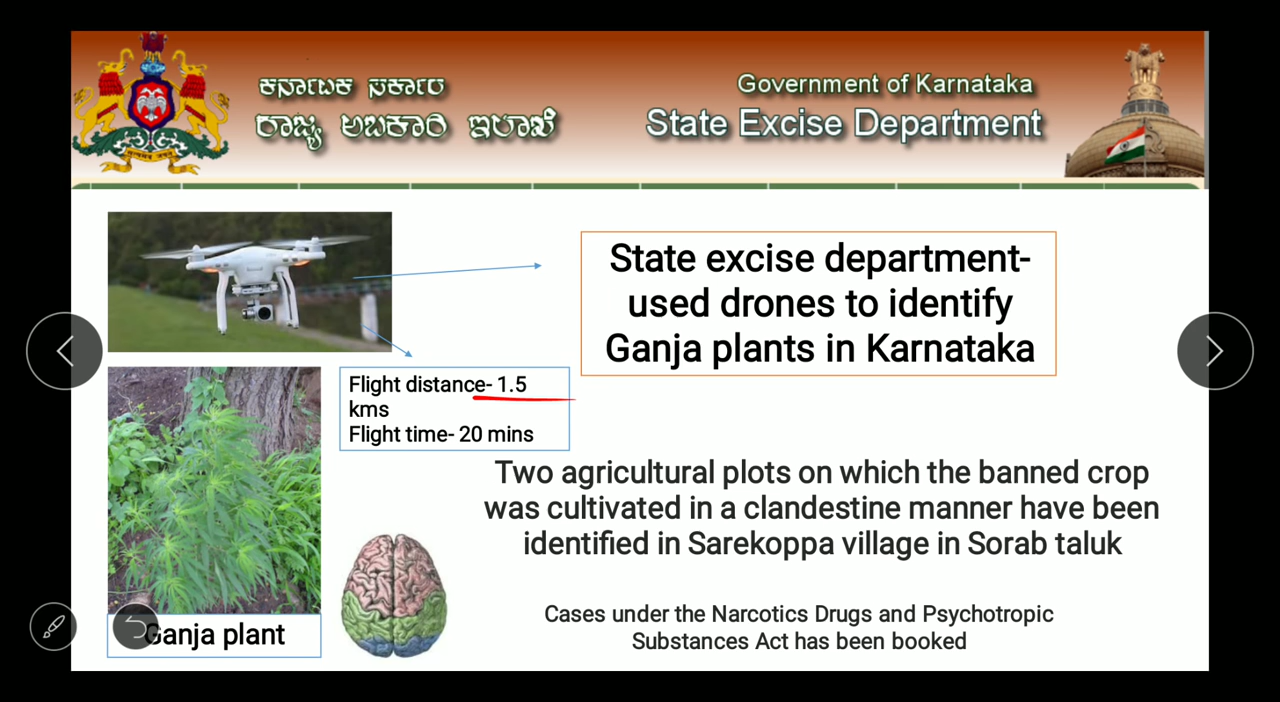 ಕರ್ನಾಟಕ ಸರ್ಕಾರ
ರಾಜ್ಯ ಅಬಕಾರಿ ಇಲಾಖೆ
Government of Karnataka
State Excise Department
State excise department-
used drones to identify
Ganja plants in Karnataka
Flight distance- 1.5
kms
Flight time- 20 mins
Two agricultural plots on which the banned crop
was cultivated in a clandestine manner have been
identified in Sarekoppa village in Sorab taluk
Ganja plant
Cases under the Narcotics Drugs and Psychotropic
Substances Act has been booked